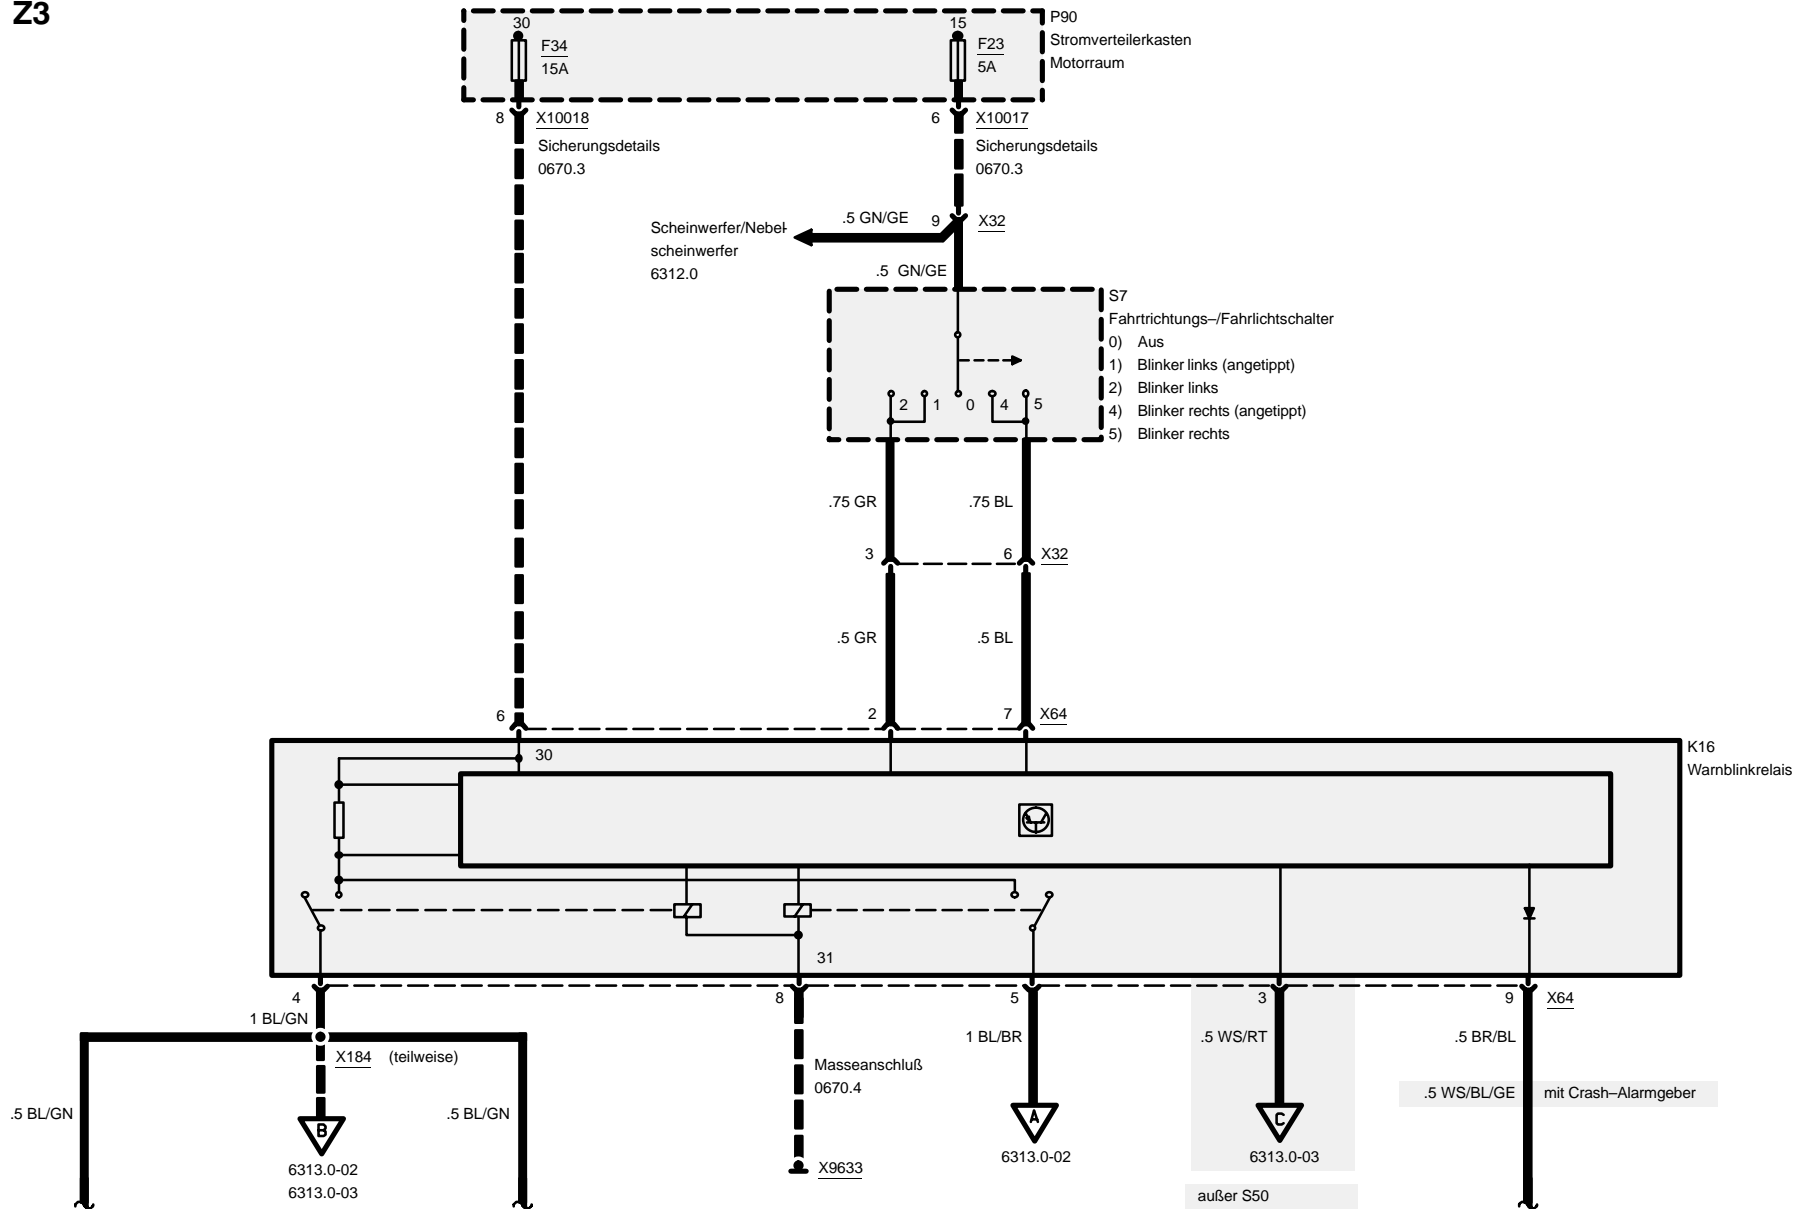 Z3
30
15
P90
F34
F23
Stromverteilerkasten
15A
5A
Motorraum
8
X10018
6
X10017
Sicherungsdetails
Sicherungsdetails
0670.3
0670.3
.5 GN/GE
9
X32
Scheinwerfer/Nebel-
scheinwerfer
6312.0
.5 GN/GE
S7
Fahrtrichtungs–/Fahrlichtschalter
0) Aus
1) Blinker links (angetippt)
2) Blinker links
4) Blinker rechts (angetippt)
5) Blinker rechts
2
1
0
4
5
.75 GR
.75 BL
3
6
X32
.5 GR
.5 BL
6
2
7
X64
30
K16
Warnblinkrelais
31
4
8
5
3
9
X64
1 BL/GN
1 BL/BR
.5 WS/RT
.5 BR/BL
X184 (teilweise)
Masseanschluß
0670.4
.5 WS/BL/GE
mit Crash–Alarmgeber
.5 BL/GN
.5 BL/GN
B
A
C
6313.0-02
6313.0-03
X9633
6313.0-02
6313.0-03
außer S50